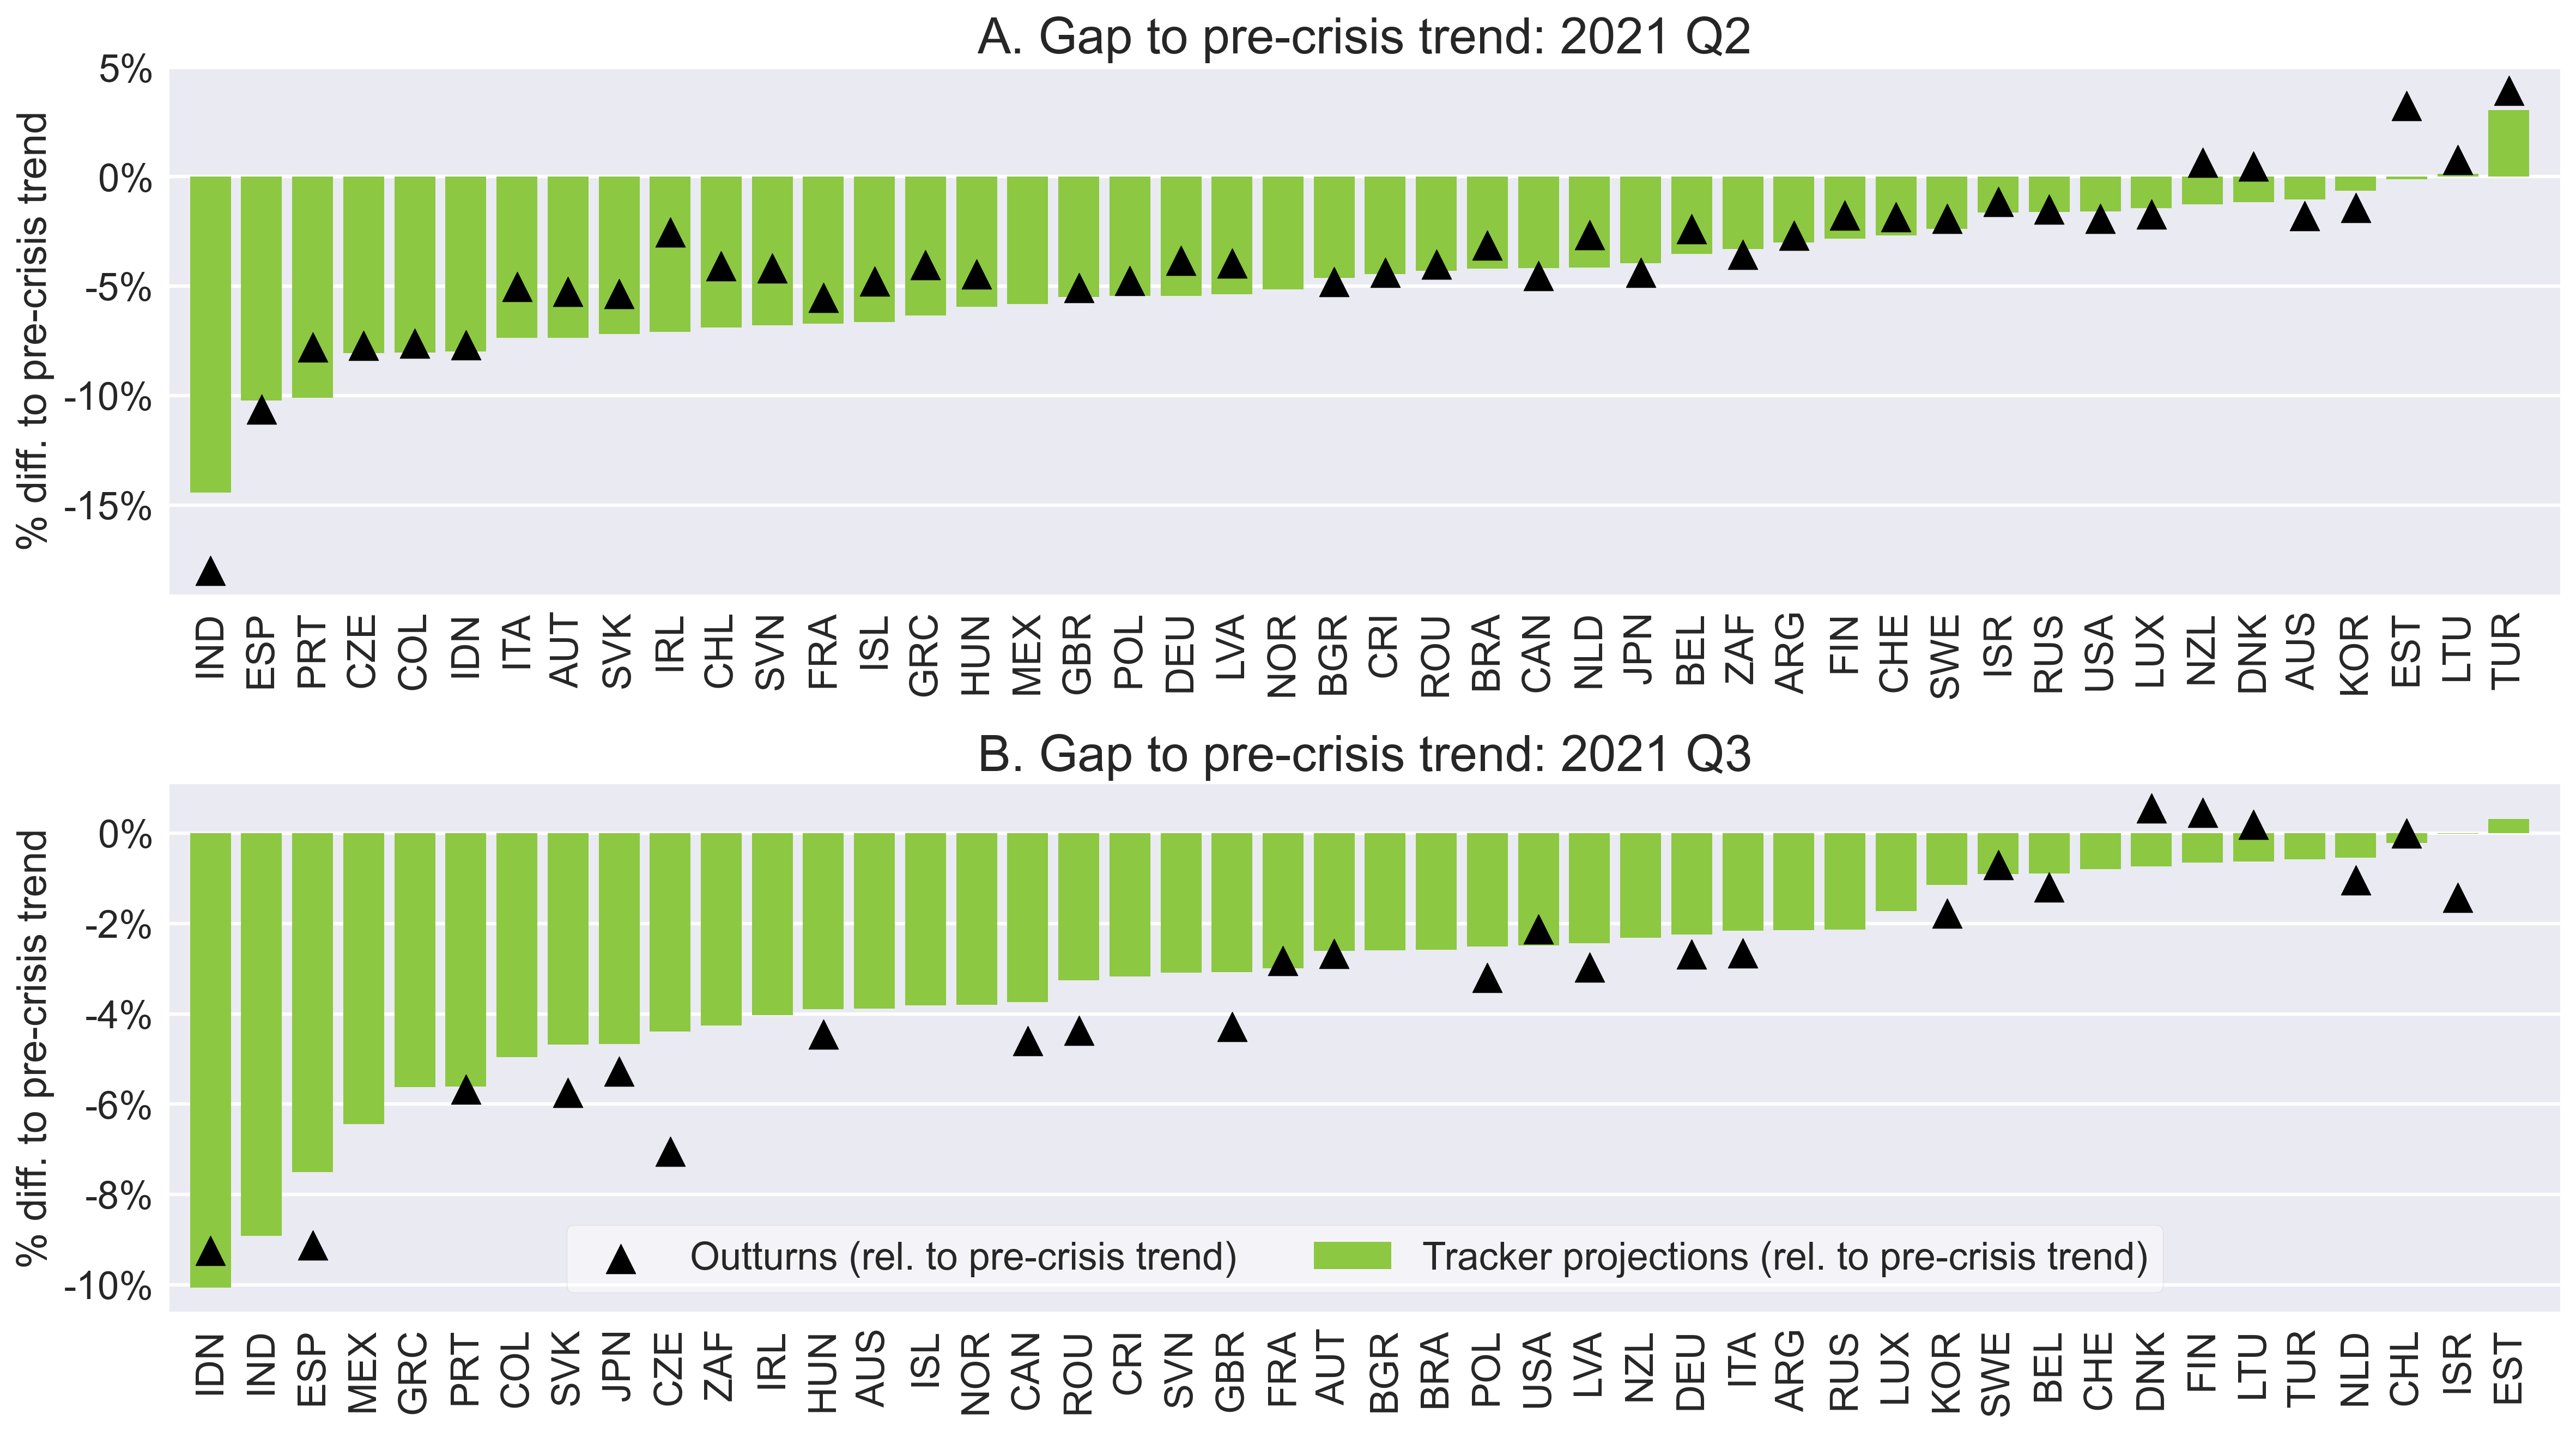 A. Gap to pre-crisis trend: 2021 Q2
% diff. to pre-crisis trend
5%
0%
-5%
-10%
-15%
IND ESP PRT CZE COL IDN ITA AUT SVK IRL CHL SVN FRA ISL GRC HUN MEX GBR POL DEU LVA NOR BGR CRI ROU BRA CAN NLD JPN BEL ZAF ARG FIN CHE SWE ISR RUS USA LUX NZL DNK AUS KOR EST LTU TUR
B. Gap to pre-crisis trend: 2021 Q3
% diff. to pre-crisis trend
0%
-2%
-4%
-6%
-8%
-10%
Outturns (rel. to pre-crisis trend) Tracker projections (rel. to pre-crisis trend)
IDN IND ESP MEX GRC PRT COL SVK JPN CZE ZAF IRL HUN AUS ISL NOR CAN ROU CRI SVN GBR FRA AUT BGR BRA POL USA LVA NZL DEU ITA ARG RUS LUX KOR SWE BEL CHE DNK FIN LTU TUR NLD CHL ISR EST